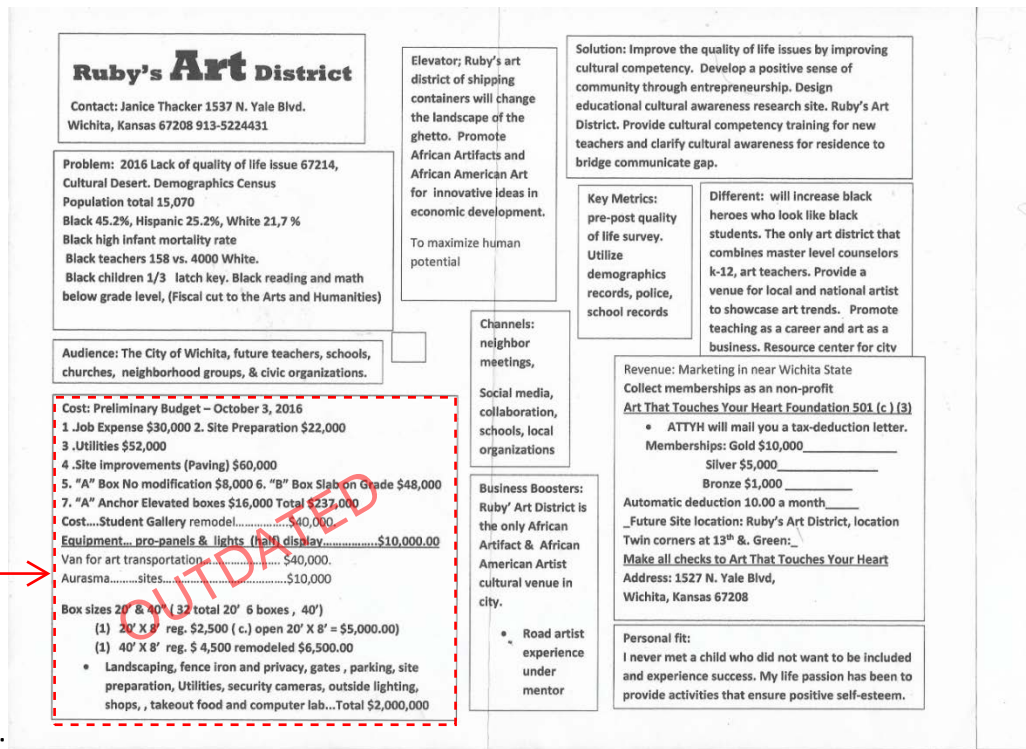 Ruby's Art District
Contact: Janice Thacker 1537 N. Yale Blvd.
Wichita, Kansas 67208 913-5224431
Problem: 2016 Lack of quality of life issue 67214,
Cultural Desert. Demographics Census
Population total 15,070
Black 45.2%, Hispanic 25.2%, White 21,7 %
Black high infant mortality rate
Black teachers 158 vs. 4000 White.
Black children 1/3 latch key. Black reading and math
below grade level, (Fiscal cut to the Arts and Humanities)
Audience: The City of Wichita, future teachers, schools,
churches, neighborhood groups, & civic organizations.
Cost: Preliminary Budget – October 3, 2016
1 .Job Expense $30,000 2. Site Preparation $22,000
3 .Utilities $52,000
4 .Site improvements (Paving) $60,000
5. "A" Box No modification $8,000 6. "B" Box Slab on Grade $48,000
7. "A" Anchor Elevated boxes $16,000 Total $237,000
Cost....Student Gallery remodel.................$40,000.
Equipment... pro-panels & lights (half) display.................$10,000.00
Van for art transportation........................ $40,000.
Aurasma.........sites......................................$10,000
OUTDATED
Box sizes 20' & 40" ( 32 total 20' 6 boxes , 40')
(1) 20' X 8' reg. $2,500 ( c.) open 20' X 8' = $5,000.00)
(1) 40' X 8' reg. $ 4,500 remodeled $6,500.00
• Landscaping, fence iron and privacy, gates , parking, site
preparation, Utilities, security cameras, outside lighting,
shops, , takeout food and computer lab...Total $2,000,000
Elevator; Ruby's art
district of shipping
containers will change
the landscape of the
ghetto. Promote
African Artifacts and
African American Art
for innovative ideas in
economic development.
To maximize human
potential
Channels:
neighbor
meetings,
Social media,
collaboration,
schools, local
organizations
Business Boosters:
Ruby' Art District is
the only African
Artifact & African
American Artist
cultural venue in
city.
• Road artist
experience
under
mentor
Solution: Improve the quality of life issues by improving
cultural competency. Develop a positive sense of
community through entrepreneurship. Design
educational cultural awareness research site. Ruby's Art
District. Provide cultural competency training for new
teachers and clarify cultural awareness for residence to
bridge communicate gap.
Key Metrics:
pre-post quality
of life survey.
Utilize
demographics
records, police,
school records
Different: will increase black
heroes who look like black
students. The only art district that
combines master level counselors
k-12, art teachers. Provide a
venue for local and national artist
to showcase art trends. Promote
teaching as a career and art as a
business. Resource center for city
Revenue: Marketing in near Wichita State
Collect memberships as an non-profit
Art That Touches Your Heart Foundation 501 (c ) (3)
• ATTYH will mail you a tax-deduction letter.
Memberships: Gold $10,000____________
Silver $5,000______________
Bronze $1,000 _________
Automatic deduction 10.00 a month_____
_Future Site location: Ruby's Art District, location
Twin corners at 13th &. Green:_
Make all checks to Art That Touches Your Heart
Address: 1527 N. Yale Blvd,
Wichita, Kansas 67208
Personal fit:
I never met a child who did not want to be included
and experience success. My life passion has been to
provide activities that ensure positive self-esteem.